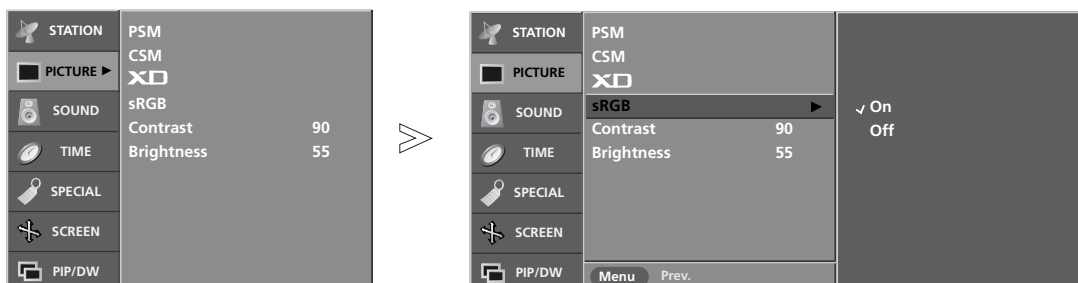 STATION
PICTURE ►
SOUND
TIME
SPECIAL
SCREEN
PIP/DW
PSM
CSM
XD
sRGB
Contrast 90
Brightness 55
STATION
PICTURE
SOUND
TIME
SPECIAL
SCREEN
PIP/DW
PSM
CSM
XD
sRGB ►
Contrast 90
Brightness 55
Menu Prev.
✓ On
Off